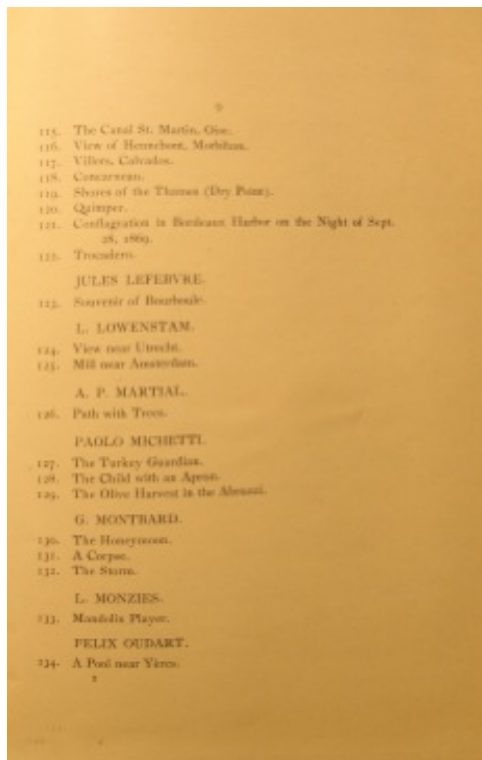 9
115. The Canal St. Martin, Oise.
116. View of Hennebont, Morbihan.
117. Villers, Calvados.
118. Concarneau.
119. Shores of the Thames (Dry Point).
120. Quimper.
121. Conflagration in Bordeaux Harbor on the Night of Sept.
28, 1869.
122. Trocadero.
JULES LEFEBVRE.
123. Souvenir of Bourboule.
L. LOWENSTAM.
124. View near Utrecht.
125. Mill near Amsterdam.
A. P. MARTIAL.
126. Path with Trees.
PAOLO MICHETTI.
127. The Turkey Guardian.
128. The Child with an Apron.
129. The Olive Harvest in the Abruzzi.
G. MONTBARD.
130. The Honeymoon.
131. A Corpse.
132. The Storm.
L. MONZIES.
133. Mandolin Player.
FELIX OUDART.
134. A Pool near Yères.